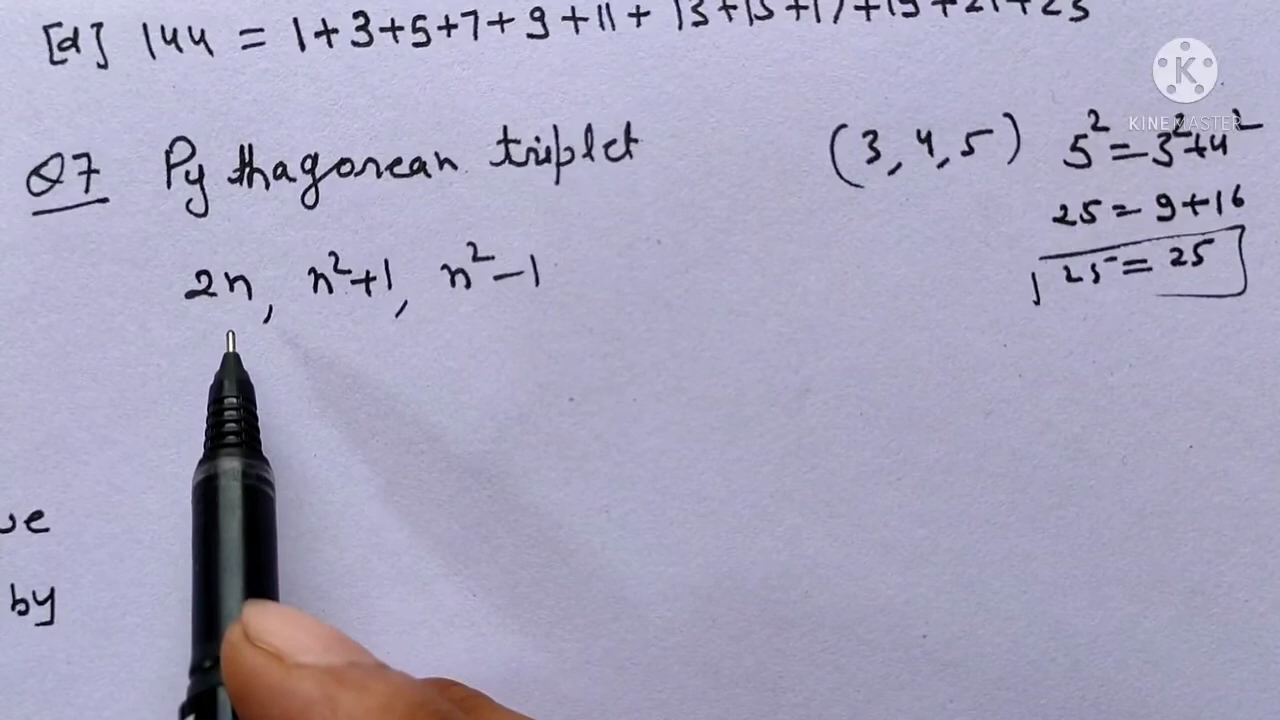 [d] 144 = 1+3+5+7+9+11+ 13+15+17+19+21+23
KINEMASTER
Q7 Pythagorean triplet
(3, 4, 5) 5²=3²+4²
25 = 9+16
25 = 25
2n, n²+1, n²-1
by